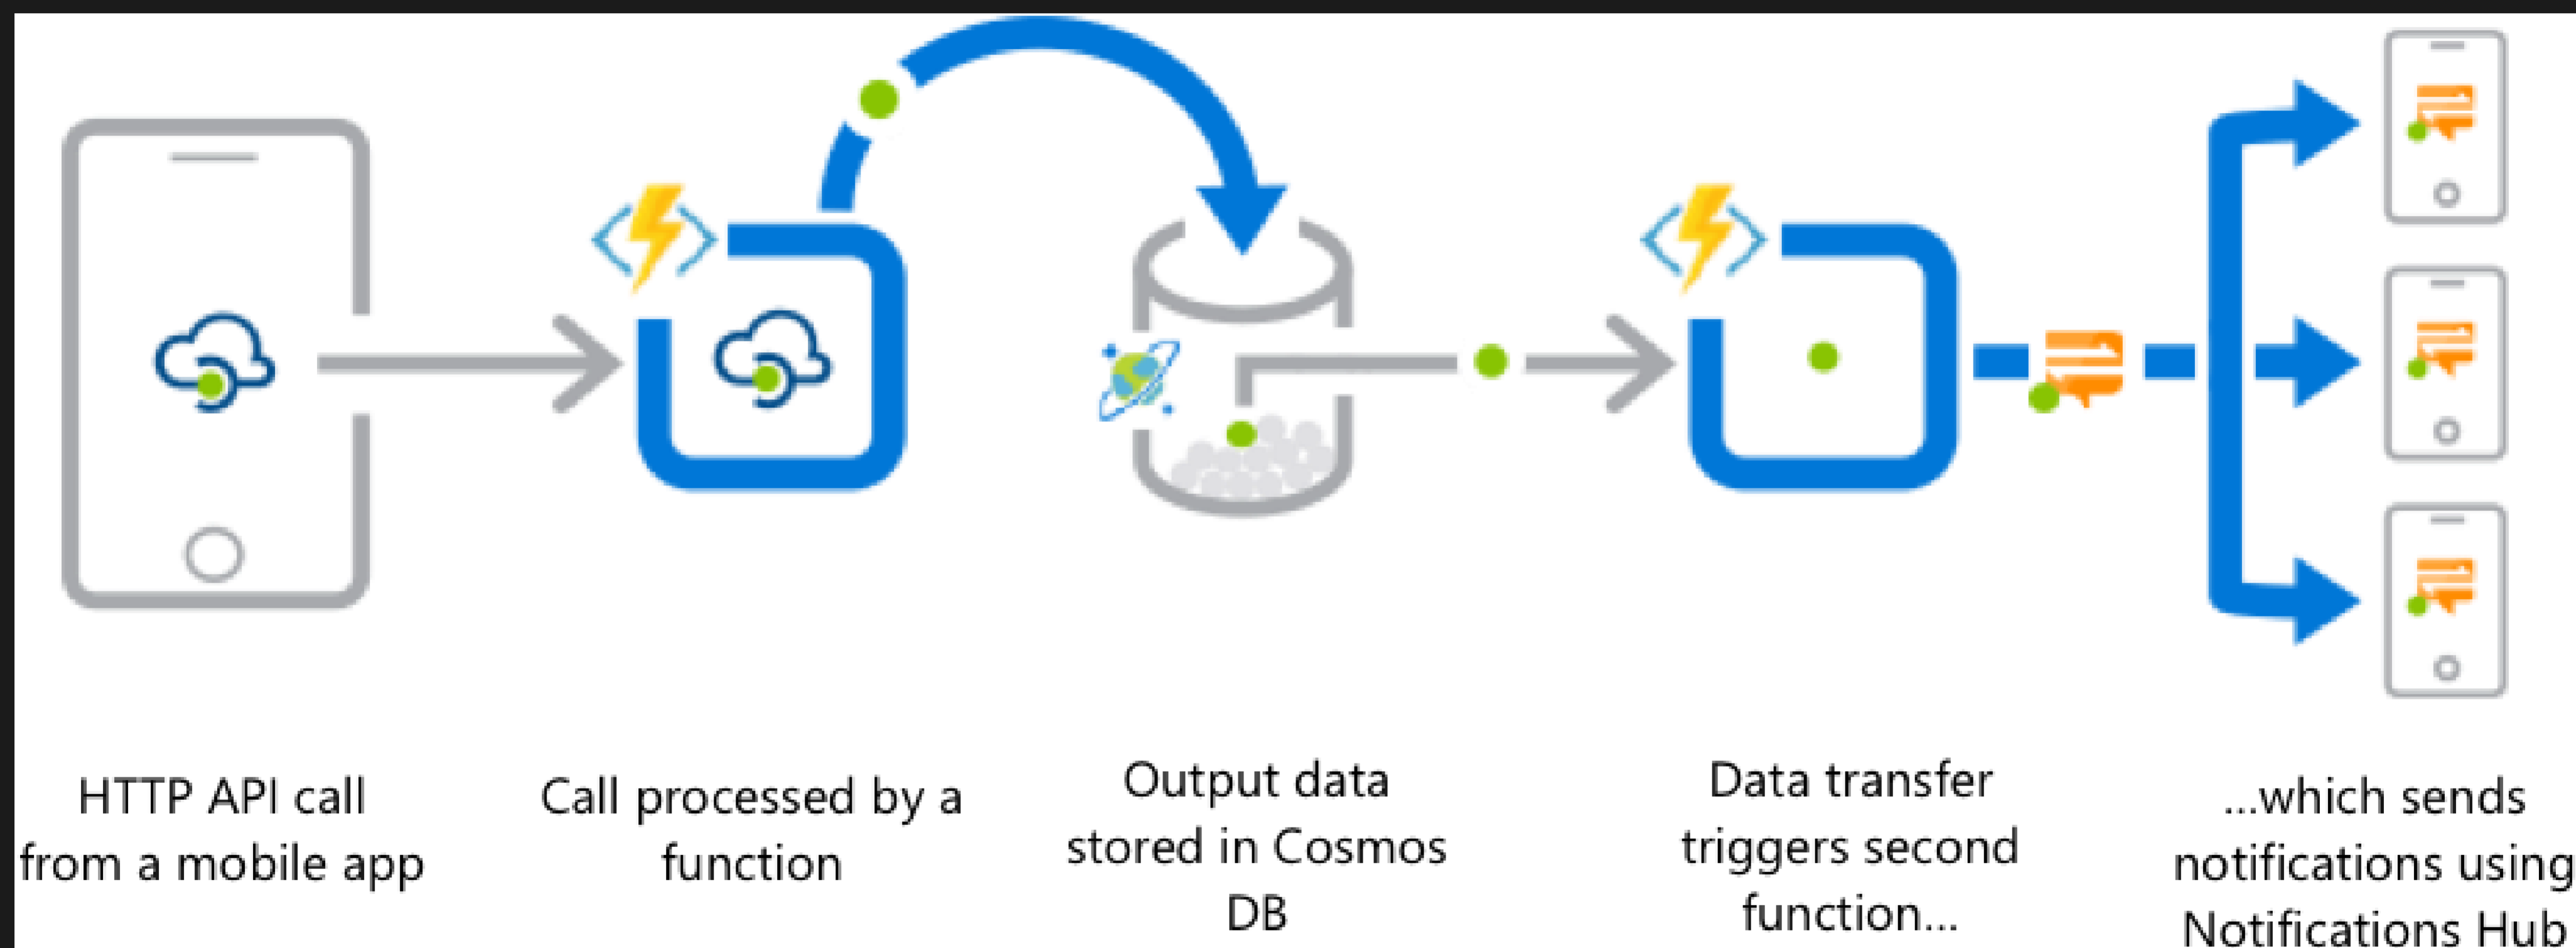 HTTP API call
from a mobile app
Call processed by a
function
Output data
stored in Cosmos
DB
Data transfer
triggers second
function...
...which sends
notifications using
Notifications Hub